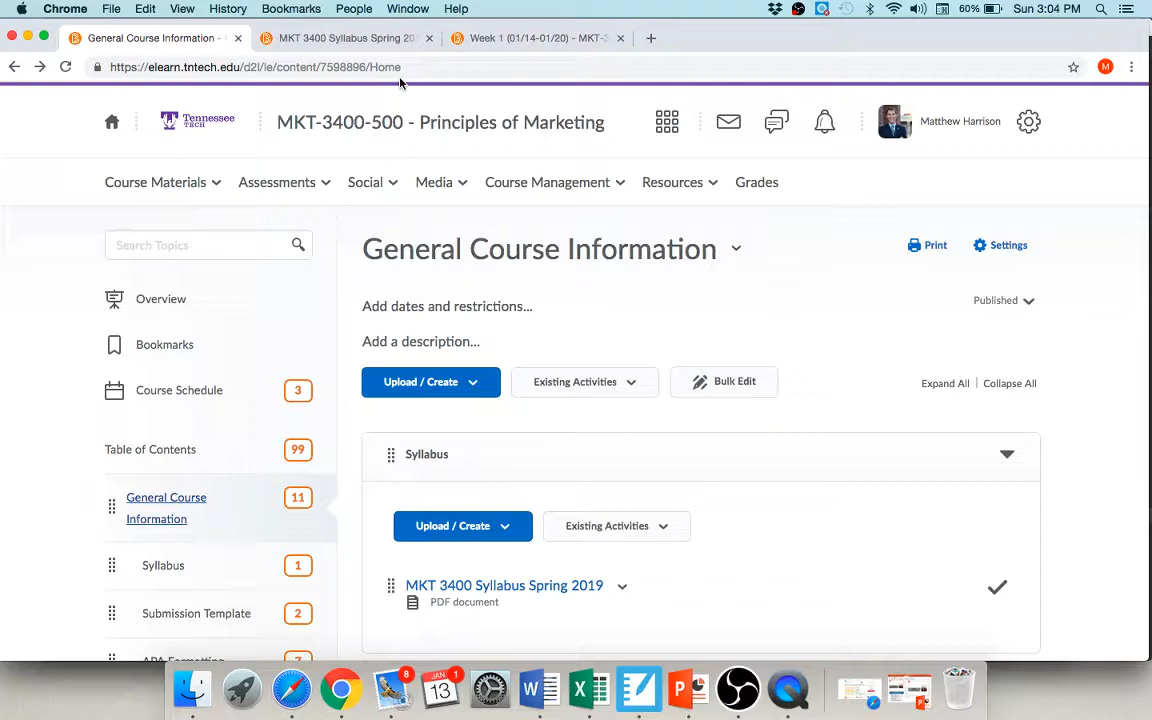 Chrome File Edit View History Bookmarks People Window Help 60% Sun 3:04 PM
General Course Information - MKT 3400 Syllabus Spring 20 Week 1 (01/14-01/20) - MKT-3
https://elearn.tntech.edu/d2l/le/content/7598896/Home M
Tennessee TECH MKT-3400-500 - Principles of Marketing Matthew Harrison
Course Materials Assessments Social Media Course Management Resources Grades
Search Topics
General Course Information Print Settings
Overview
Add dates and restrictions... Published
Add a description...
Bookmarks
Upload / Create Existing Activities Bulk Edit Expand All Collapse All
Course Schedule 3
Table of Contents 99
Syllabus
General Course Information 11
Upload / Create Existing Activities
Syllabus 1
MKT 3400 Syllabus Spring 2019
PDF document
Submission Template 2
APA Formatting 7
8 JAN 13 1 W X P